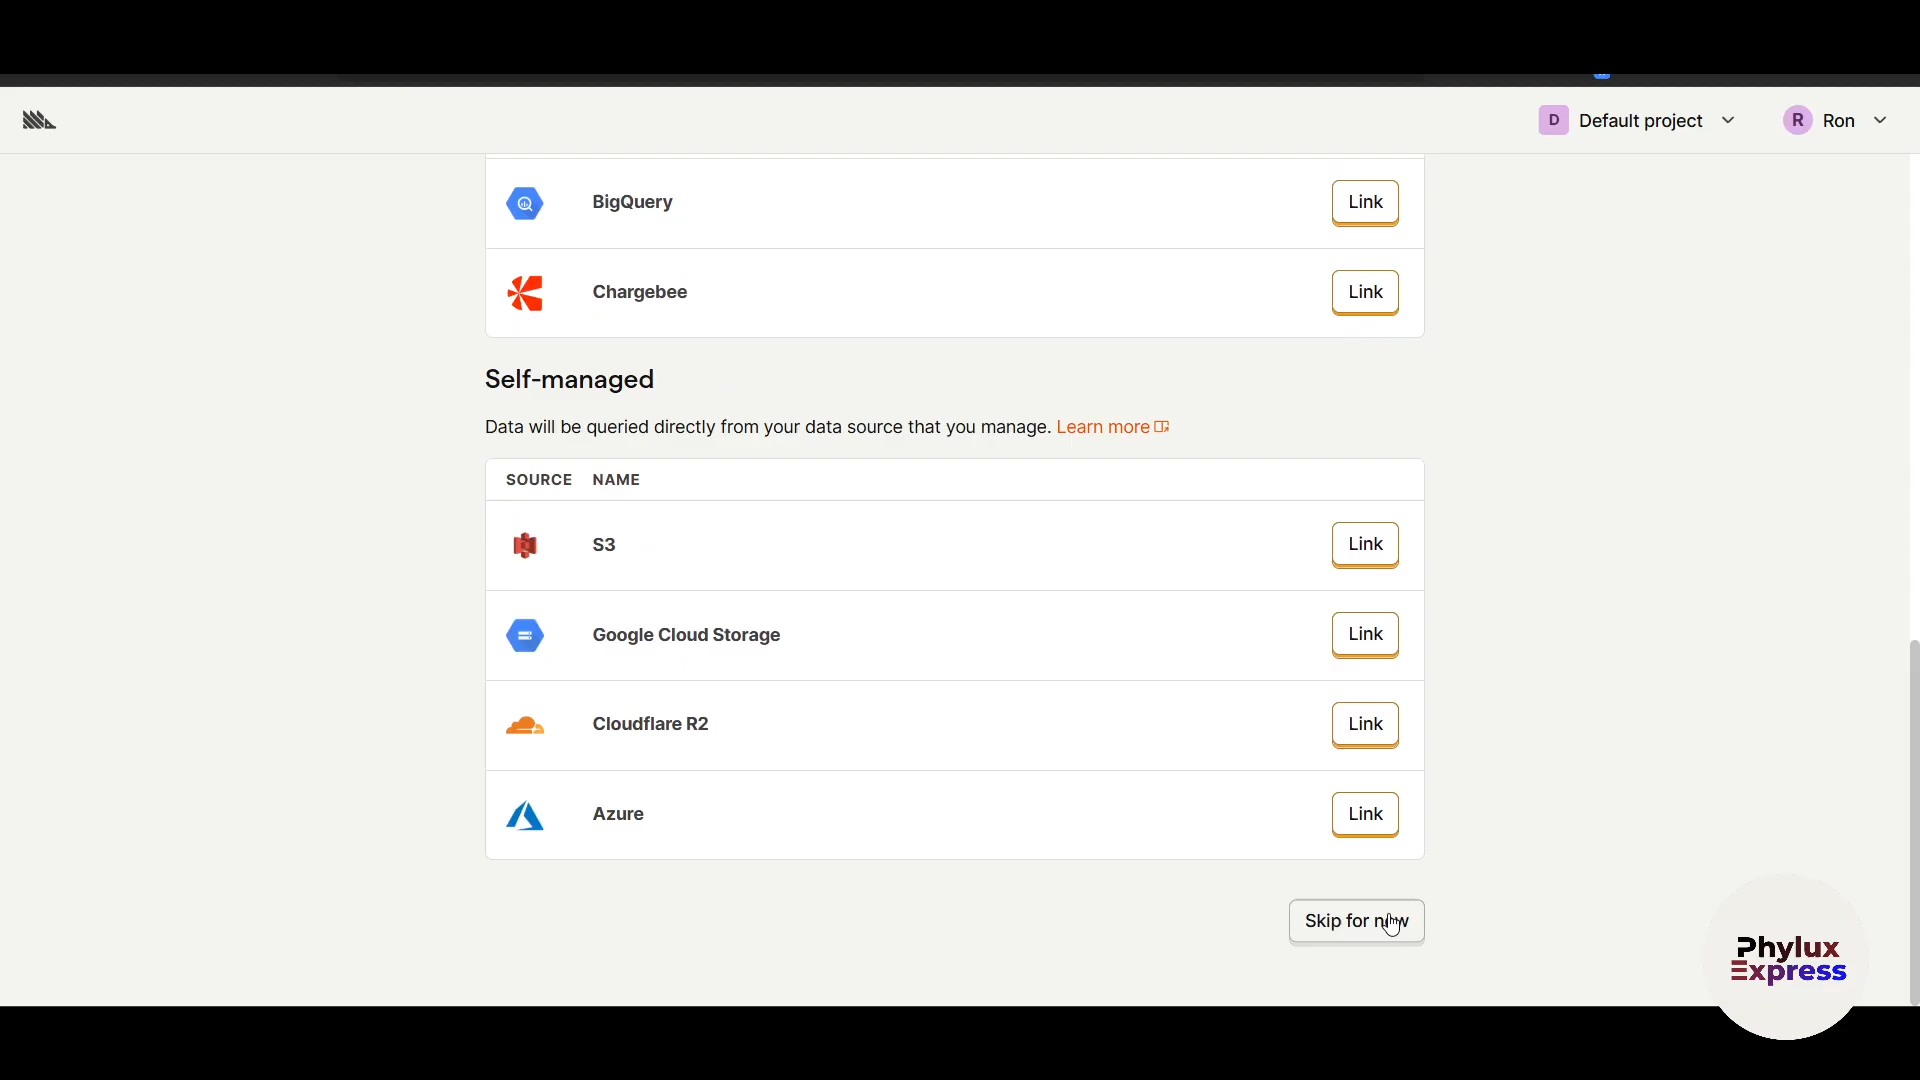 D Default project
R Ron
BigQuery Link
Chargebee Link
Self-managed
Data will be queried directly from your data source that you manage. Learn more
SOURCE NAME
S3 Link
Google Cloud Storage Link
Cloudflare R2 Link
Azure Link
Skip for now
Phylux
Express